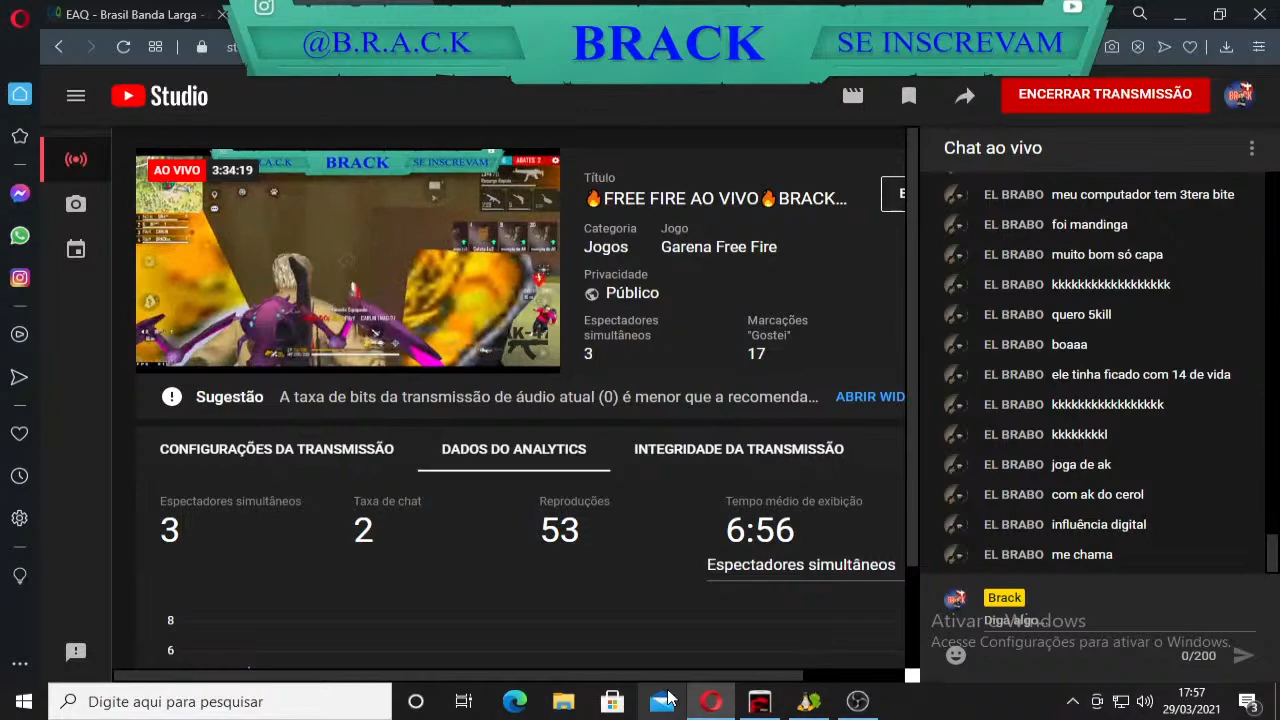 EAQ - Brasil Banda Larga
@B.R.A.C.K
BRACK
SE INSCREVAM
Studio
ENCERRAR TRANSMISSÃO
AO VIVO
3:34:19
BRACK
SE INSCREVAM
ABATES 2
Título
🔥FREE FIRE AO VIVO🔥BRACK...
Categoria
Jogo
Jogos
Garena Free Fire
Privacidade
Público
Espectadores
simultâneos
Marcações
"Gostei"
3
17
Sugestão
A taxa de bits da transmissão de áudio atual (0) é menor que a recomenda...
ABRIR WID
CONFIGURAÇÕES DA TRANSMISSÃO
DADOS DO ANALYTICS
INTEGRIDADE DA TRANSMISSÃO
Espectadores simultâneos
Taxa de chat
Reproduções
Tempo médio de exibição
3
2
53
6:56
Espectadores simultâneos
8
6
Chat ao vivo
EL BRABO meu computador tem 3tera bite
EL BRABO foi mandinga
EL BRABO muito bom só capa
EL BRABO kkkkkkkkkkkkkkkkk
EL BRABO quero 5kill
EL BRABO boaaa
EL BRABO ele tinha ficado com 14 de vida
EL BRABO kkkkkkkkkkkkkkkk
EL BRABO kkkkkkkkl
EL BRABO joga de ak
EL BRABO com ak do cerol
EL BRABO influência digital
EL BRABO me chama
Brack
Diga algo...
Ativar o Windows
Acesse Configurações para ativar o Windows.
0/200
Digite aqui para pesquisar
17:57
29/03/2021
3